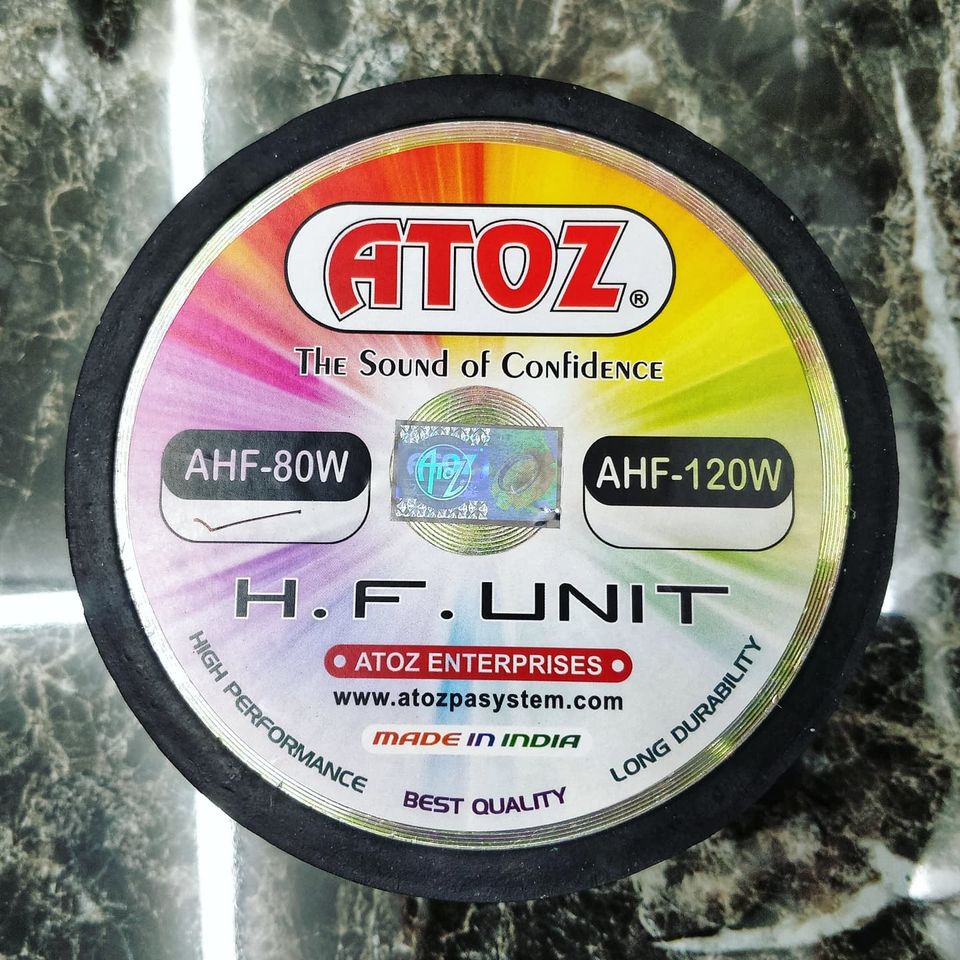 ATOZ®
The Sound of Confidence
AtoZ
AHF-80W
AHF-120W
H.F.UNIT
• ATOZ ENTERPRISES •
www.atozpasystem.com
MADE IN INDIA
HIGH PERFORMANCE
BEST QUALITY
LONG DURABILITY